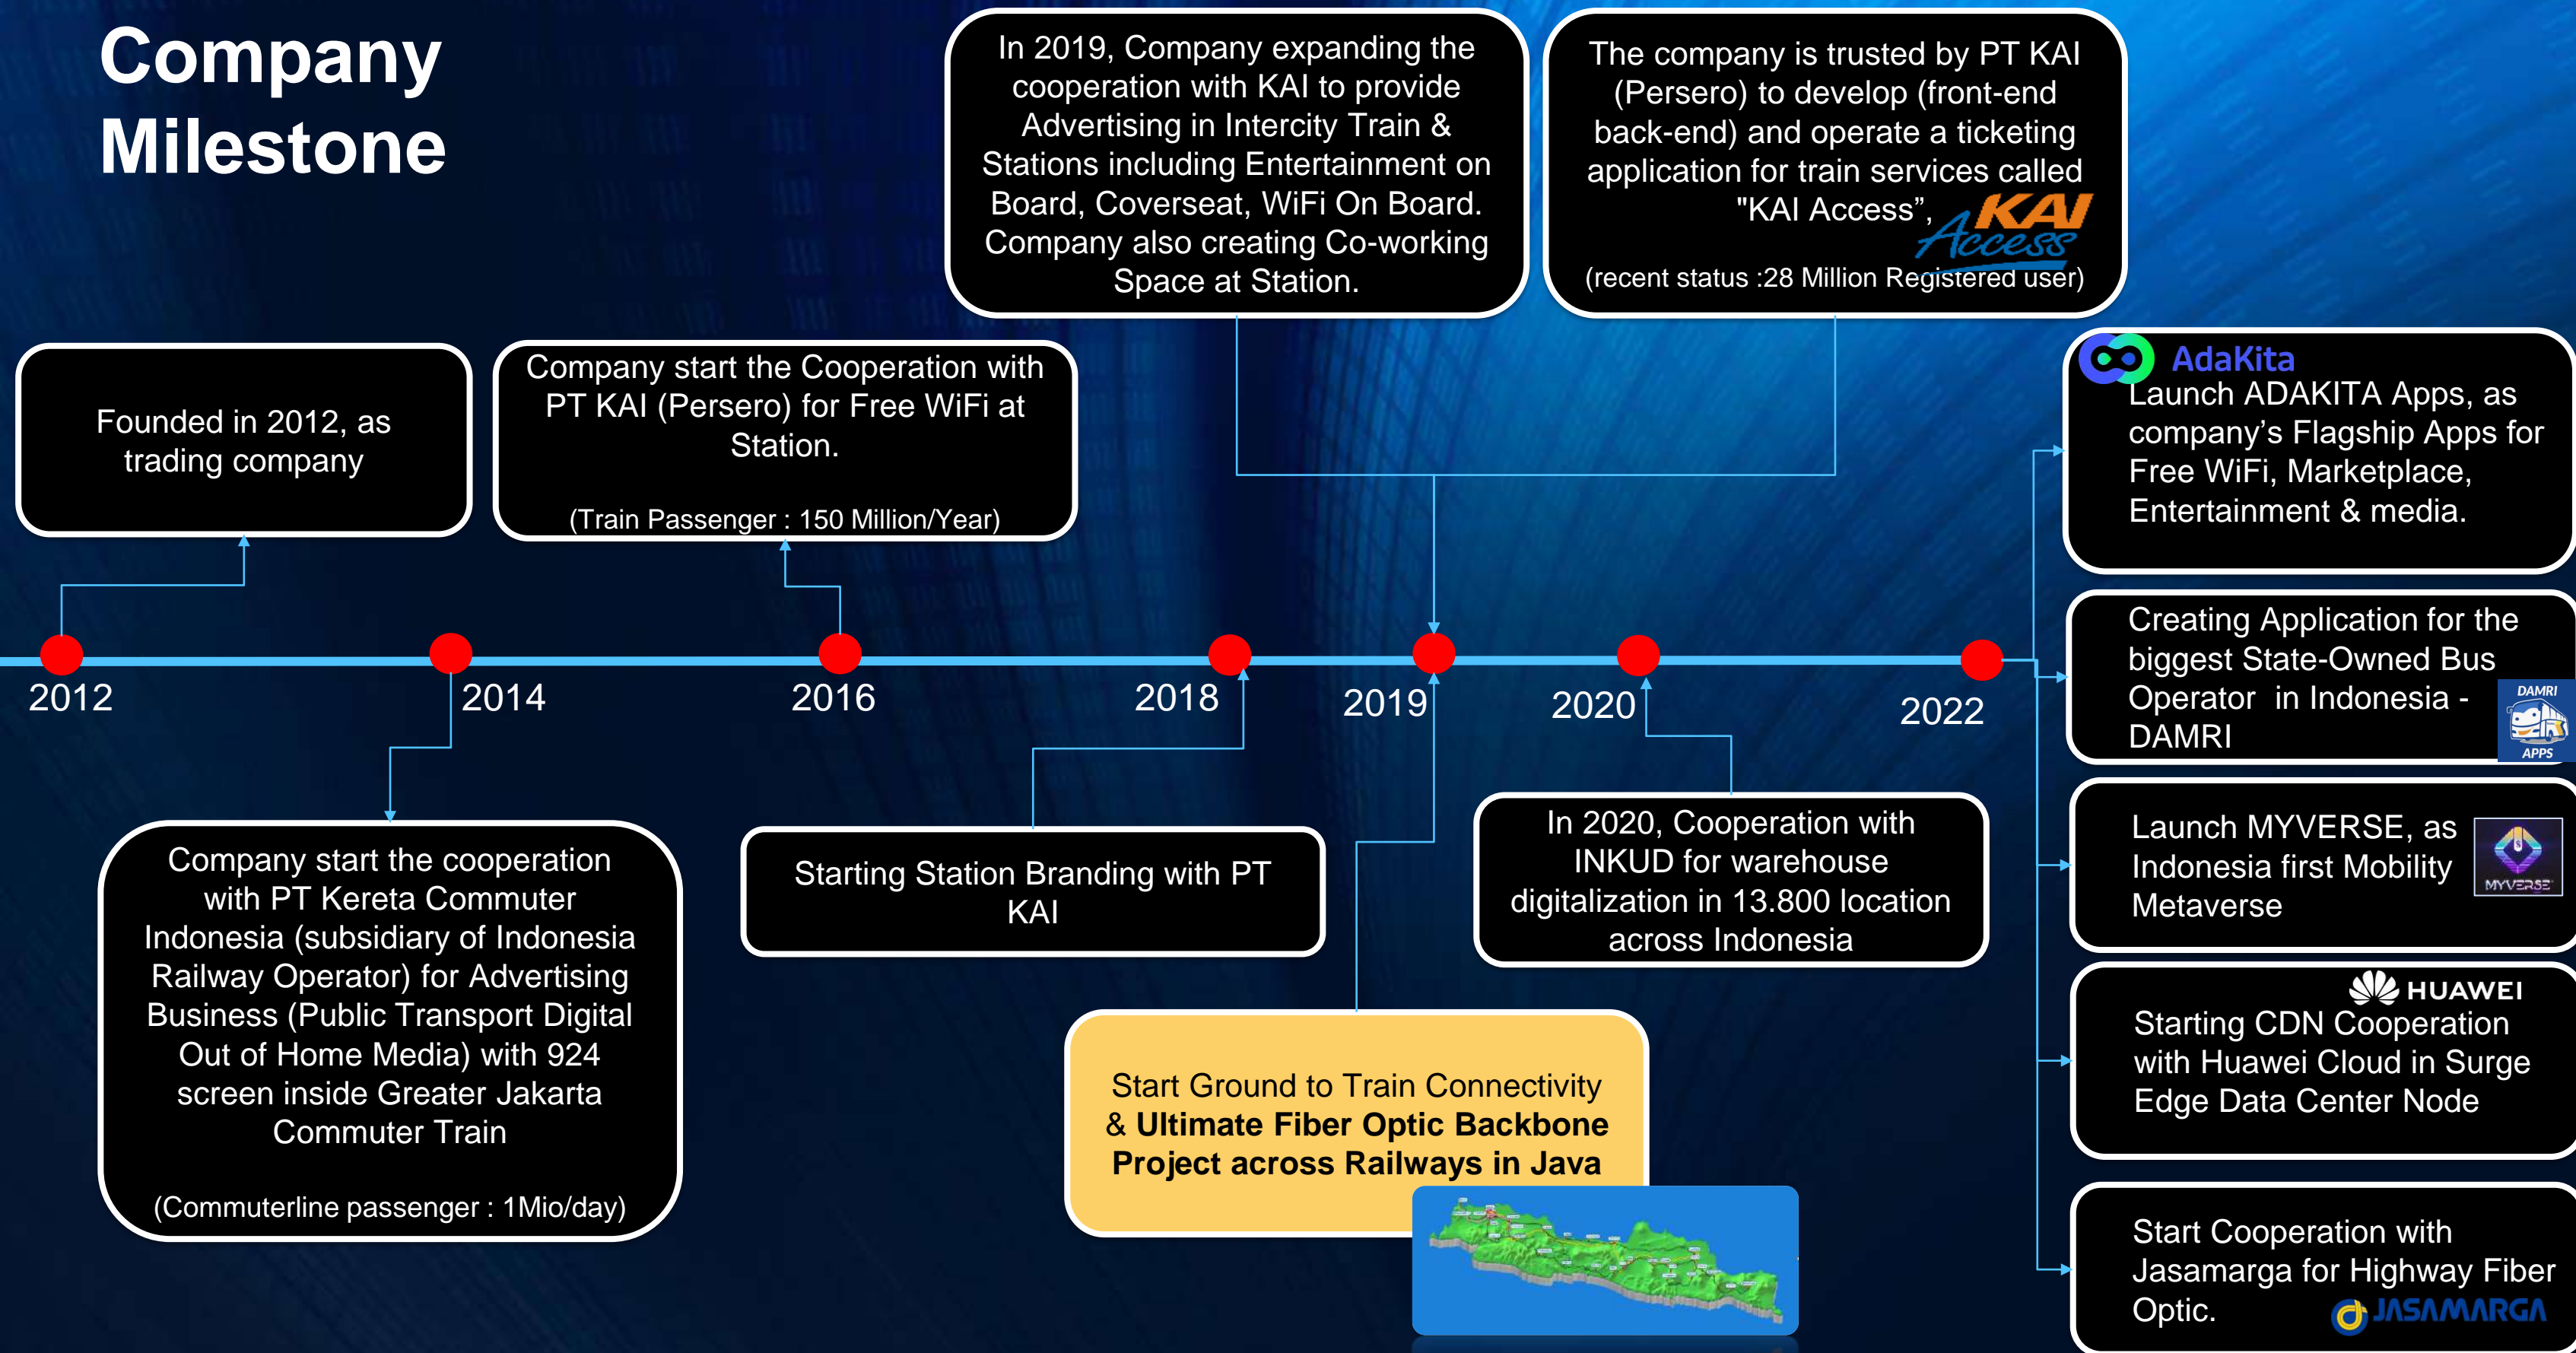 Company
Milestone
In 2019, Company expanding the
cooperation with KAI to provide
Advertising in Intercity Train &
Stations including Entertainment on
Board, Coverseat, WiFi On Board.
Company also creating Co-working
Space at Station.
The company is trusted by PT KAI
(Persero) to develop (front-end
back-end) and operate a ticketing
application for train services called
"KAI Access”,
KAI
Access
(recent status :28 Million Registered user)
Founded in 2012, as
trading company
Company start the Cooperation with
PT KAI (Persero) for Free WiFi at
Station.
(Train Passenger : 150 Million/Year)
AdaKita
Launch ADAKITA Apps, as
company’s Flagship Apps for
Free WiFi, Marketplace,
Entertainment & media.
Creating Application for the
biggest State-Owned Bus
Operator in Indonesia -
DAMRI
DAMRI
APPS
2012
2014
2016
2018
2019
2020
2022
Company start the cooperation
with PT Kereta Commuter
Indonesia (subsidiary of Indonesia
Railway Operator) for Advertising
Business (Public Transport Digital
Out of Home Media) with 924
screen inside Greater Jakarta
Commuter Train
(Commuterline passenger : 1Mio/day)
Starting Station Branding with PT
KAI
Start Ground to Train Connectivity
& Ultimate Fiber Optic Backbone
Project across Railways in Java
In 2020, Cooperation with
INKUD for warehouse
digitalization in 13.800 location
across Indonesia
Launch MYVERSE, as
Indonesia first Mobility
Metaverse
MYVERSE
HUAWEI
Starting CDN Cooperation
with Huawei Cloud in Surge
Edge Data Center Node
Start Cooperation with
Jasamarga for Highway Fiber
Optic.
JASAMARGA